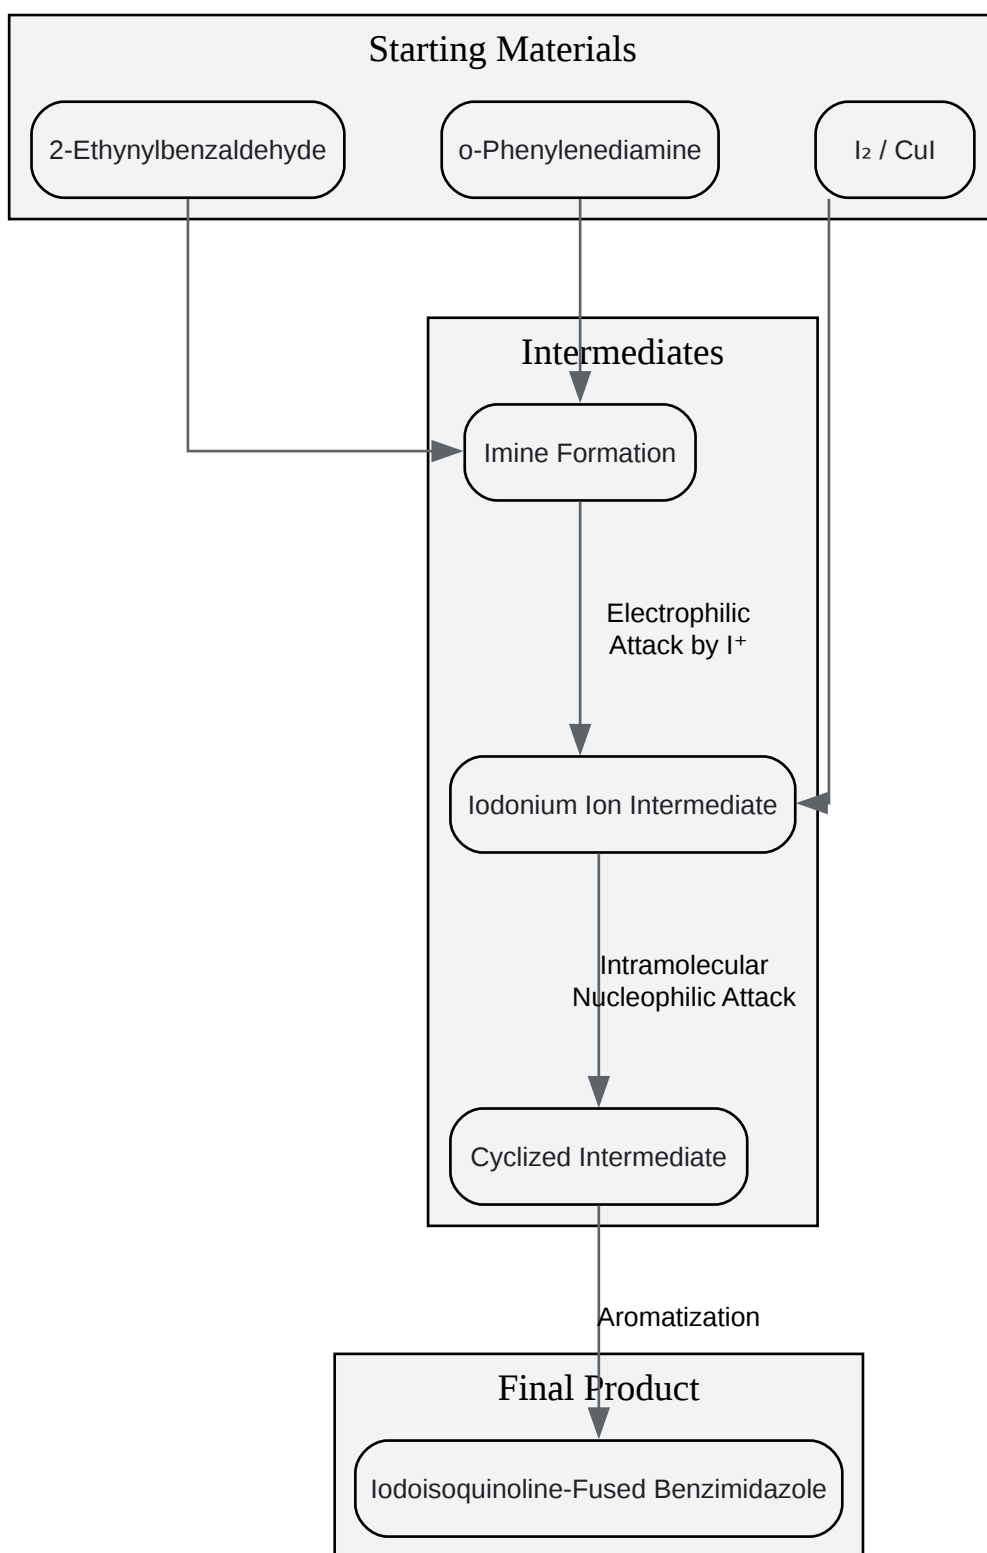 Starting Materials
2-Ethynylbenzaldehyde
o-Phenylenediamine
I₂ / CuI
Intermediates
Imine Formation
Electrophilic
Attack by I⁺
Iodonium Ion Intermediate
Intramolecular
Nucleophilic Attack
Cyclized Intermediate
Aromatization
Final Product
Iodoisoquinoline-Fused Benzimidazole